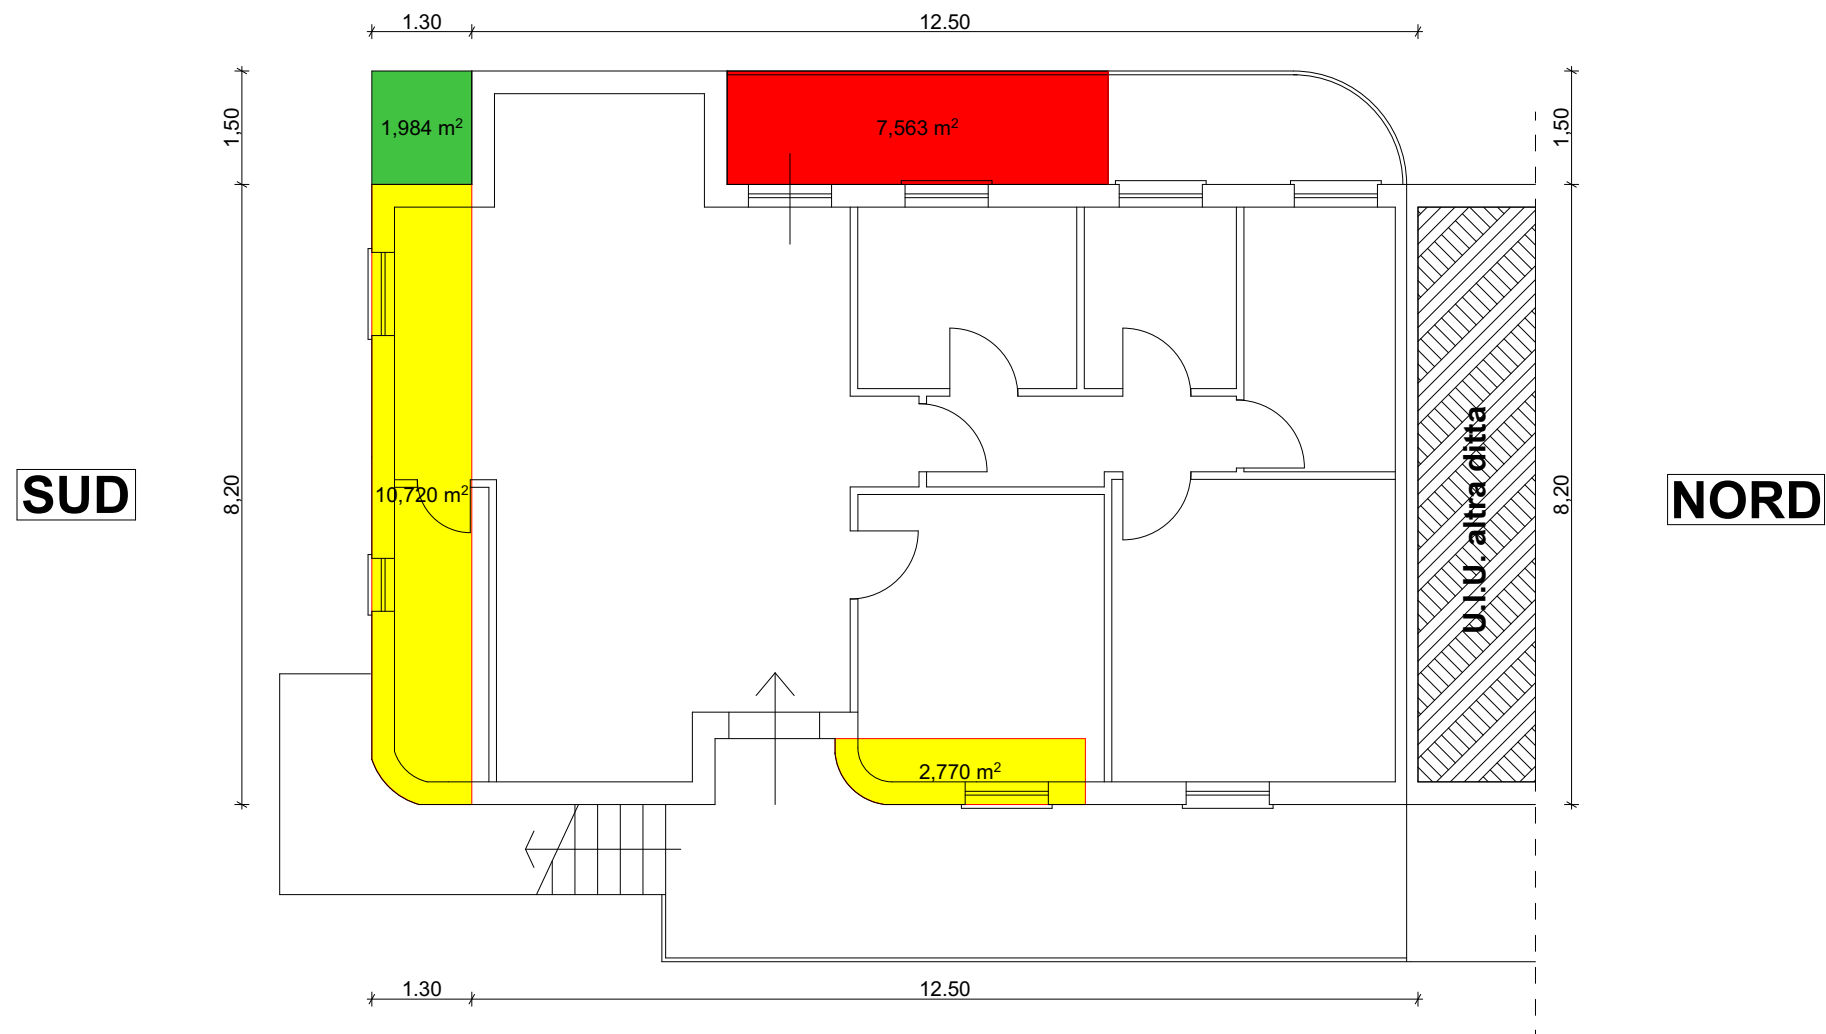 1.30
12.50
1,50
1,984 m²
7,563 m²
1,50
SUD
8,20
10,720 m²
U.I.U. altra ditta
8,20
NORD
2,770 m²
1.30
12.50